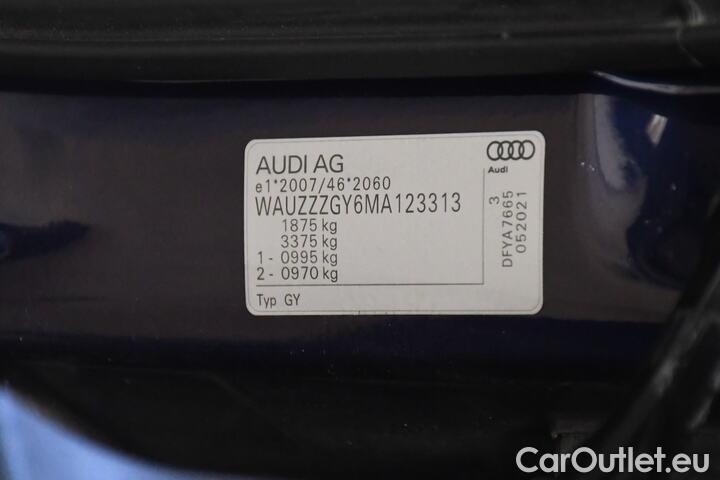 AUDI AG
e1*2007/46*2060
WAUZZZGY6MA123313
1875 kg
3375 kg
1 - 0995 kg
2 - 0970 kg
Typ GY
Audi
3
DFYA7665
052021
CarOutlet.eu